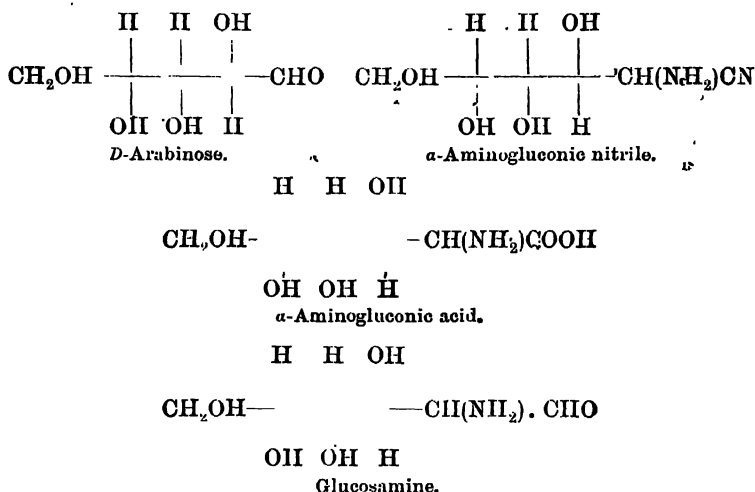 H H OH H H OH
CH₂OH CHO CH₂OH CH(NH₂)CN
OH OH H OH OH H
D-Arabinose. α-Aminogluconic nitrile.
H H OH
CH₂OH- -CH(NH₂)COOH
OH OH H
α-Aminogluconic acid.
H H OH
CH₂OH— —CH(NH₂). CHO
OH OH H
Glucosamine.